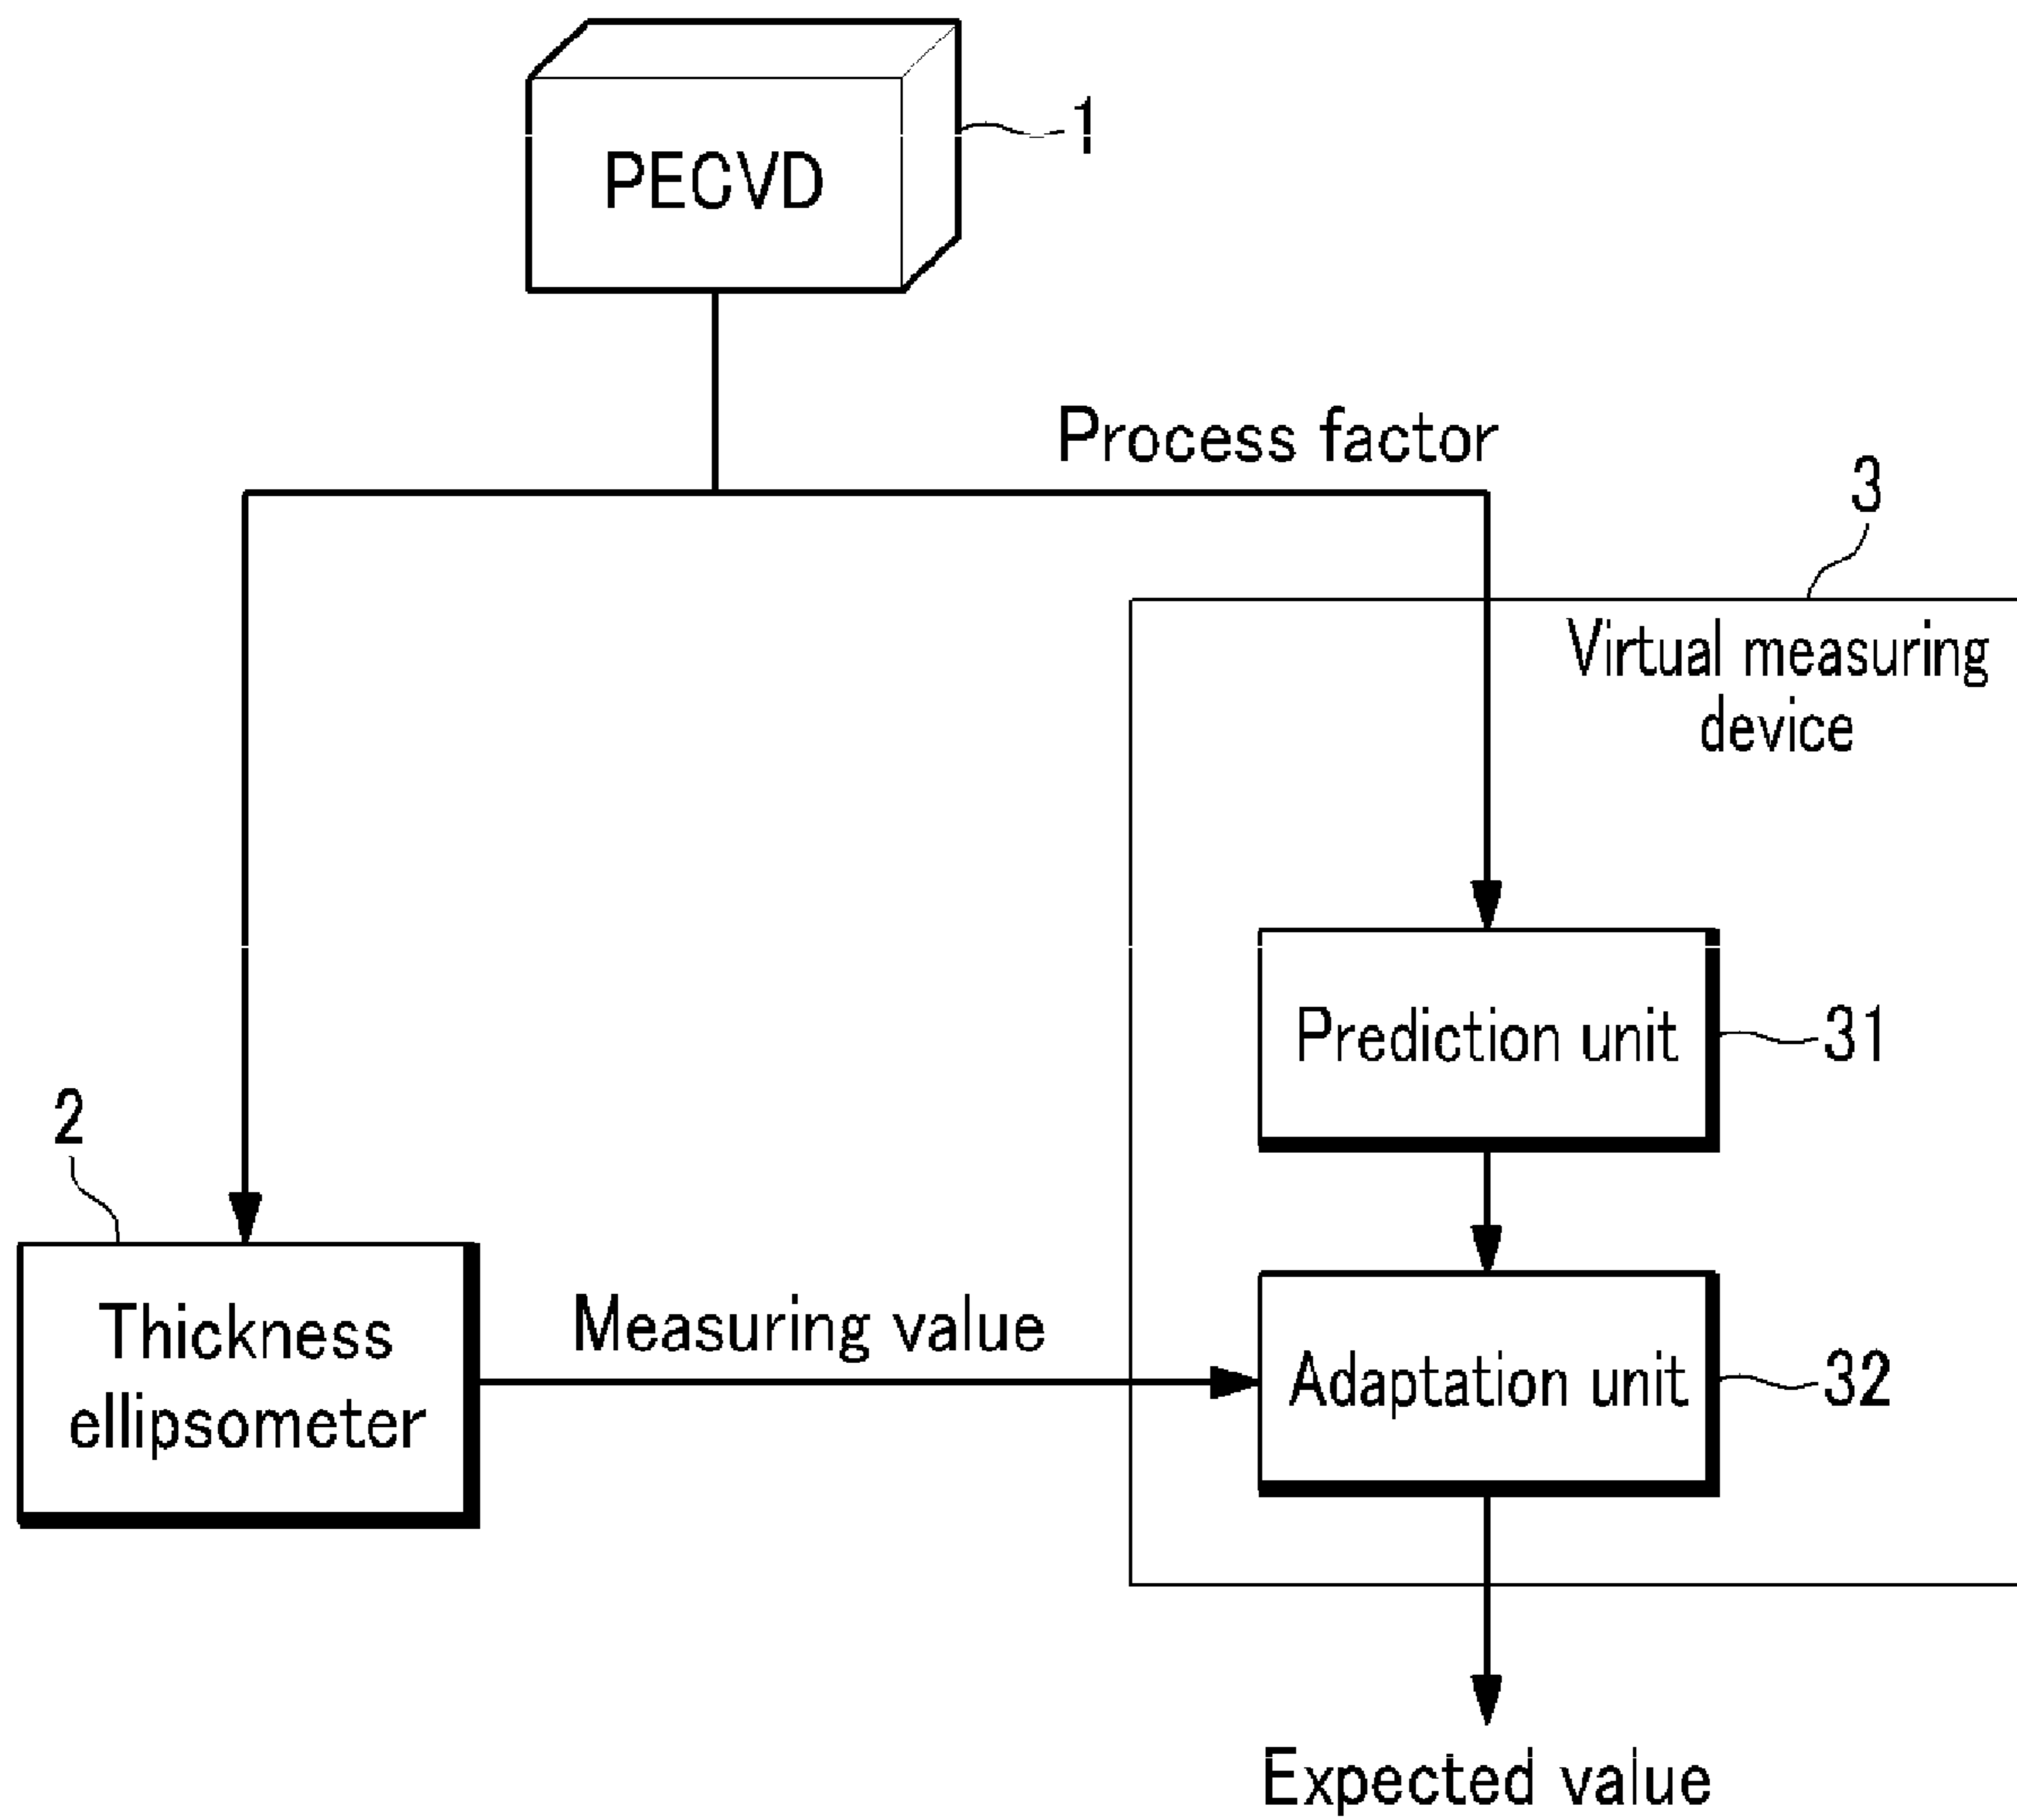 PECVD
1
Process factor
3
Virtual measuring
device
Prediction unit
31
2
Thickness
ellipsometer
Measuring value
Adaptation unit
32
Expected value